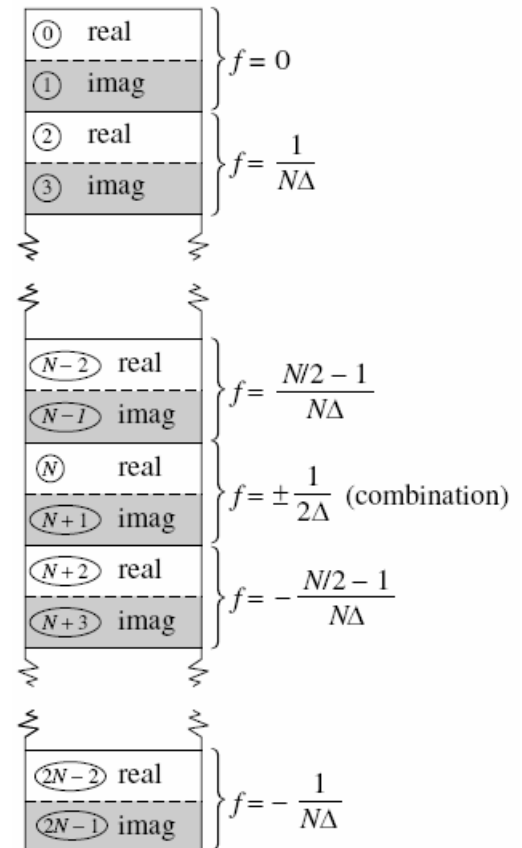 0 real
1 imag
f = 0
2 real
3 imag
f = 1/NΔ
N − 2 real
N − 1 imag
f = N/2 − 1/NΔ
N real
N + 1 imag
f = ± 1/2Δ (combination)
N + 2 real
N + 3 imag
f = − N/2 − 1/NΔ
2N − 2 real
2N − 1 imag
f = − 1/NΔ